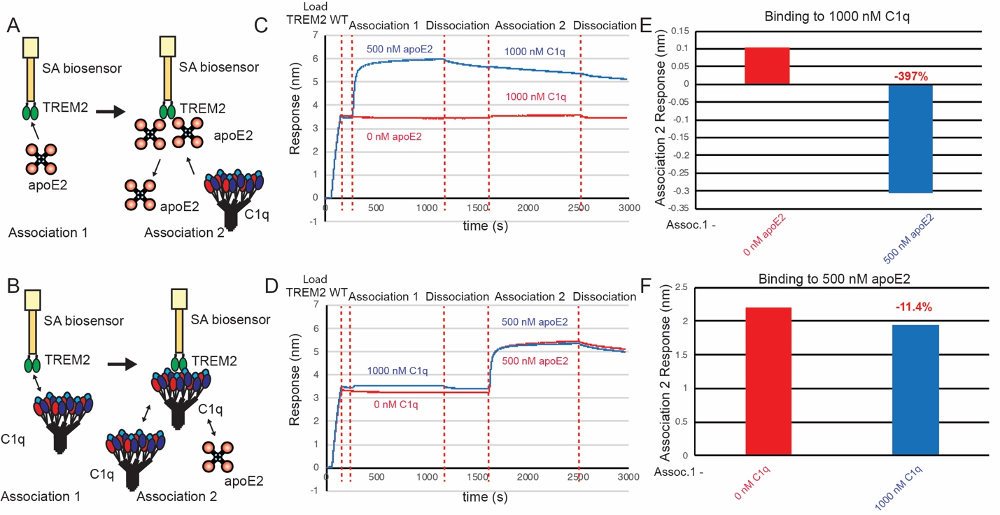 A
SA biosensor
TREM2
apoE2
Association 1
SA biosensor
TREM2
apoE2
apoE2
C1q
Association 2
B
SA biosensor
TREM2
C1q
Association 1
SA biosensor
TREM2
C1q
C1q
apoE2
Association 2
C
Load
TREM2 WT
Association 1
Dissociation
Association 2
Dissociation
Response (nm)
7
6
5
4
3
2
1
0
-1
500 nM apoE2
1000 nM C1q
1000 nM C1q
0 nM apoE2
0
500
1000
1500
2000
2500
3000
time (s)
D
Load
TREM2 WT
Association 1
Dissociation
Association 2
Dissociation
Response (nm)
7
6
5
4
3
2
1
0
-1
500 nM apoE2
500 nM apoE2
1000 nM C1q
0 nM C1q
0
500
1000
1500
2000
2500
3000
time (s)
E
Binding to 1000 nM C1q
Association 2 Response (nm)
0.15
0.1
0.05
0
-0.05
-0.1
-0.15
-0.2
-0.25
-0.3
-0.35
-397%
Assoc.1 -
0 nM apoE2
500 nM apoE2
F
Binding to 500 nM apoE2
Association 2 Response (nm)
2.5
2
1.5
1
0.5
0
-11.4%
Assoc.1 -
0 nM C1q
1000 nM C1q